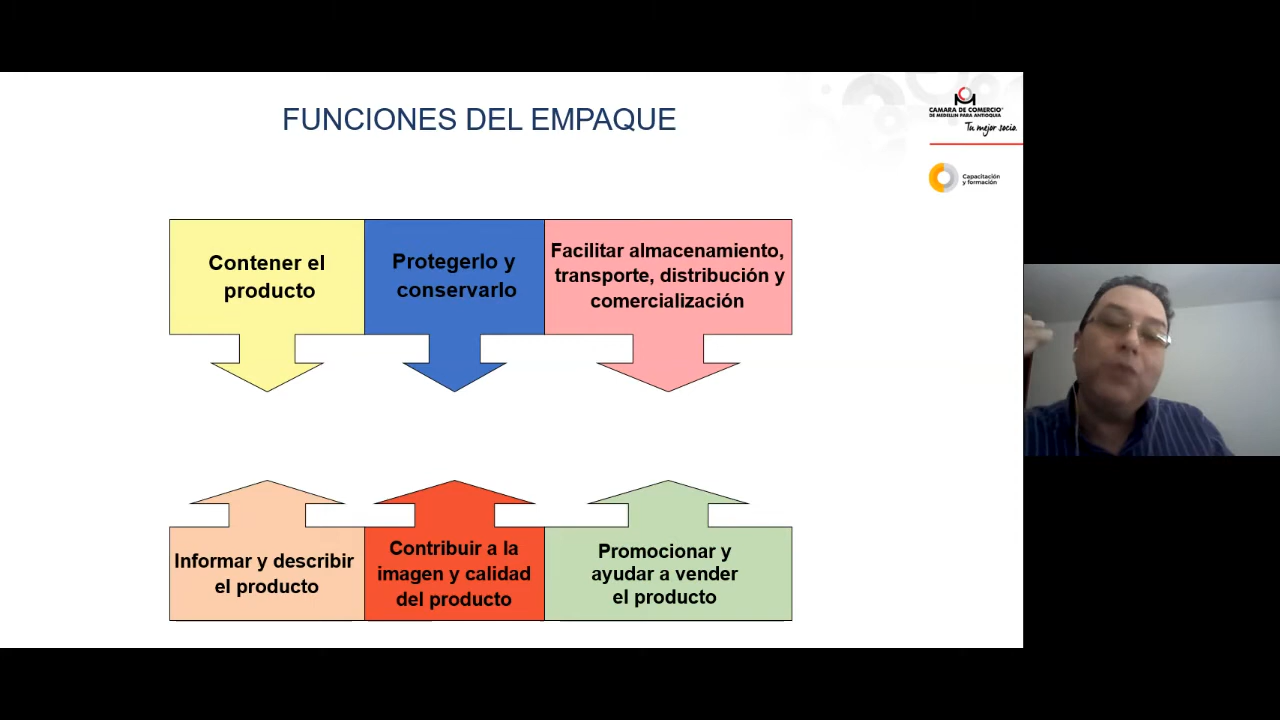 FUNCIONES DEL EMPAQUE
CAMARA DE COMERCIO
DE MEDELLIN PARA ANTIOQUIA
Tu mejor socio.
Capacitación
y formación
Contener el
producto
Protegerlo y
conservarlo
Facilitar almacenamiento,
transporte, distribución y
comercialización
Informar y describir
el producto
Contribuir a la
imagen y calidad
del producto
Promocionar y
ayudar a vender
el producto